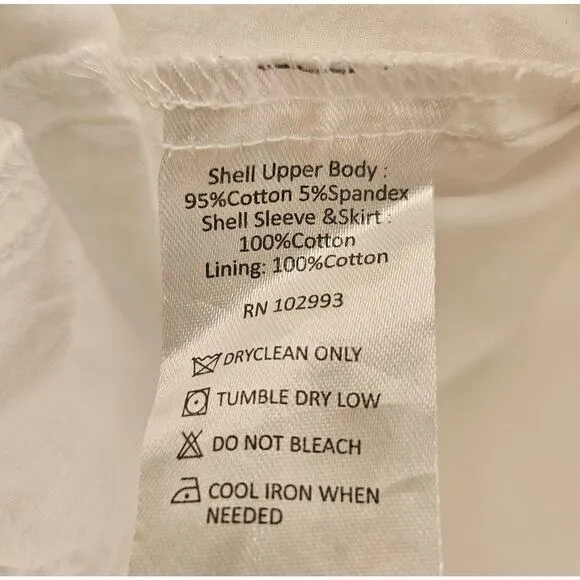 Shell Upper Body :
95%Cotton 5%Spandex
Shell Sleeve &Skirt :
100%Cotton
Lining: 100%Cotton
RN 102993
DRYCLEAN ONLY
TUMBLE DRY LOW
DO NOT BLEACH
COOL IRON WHEN
NEEDED